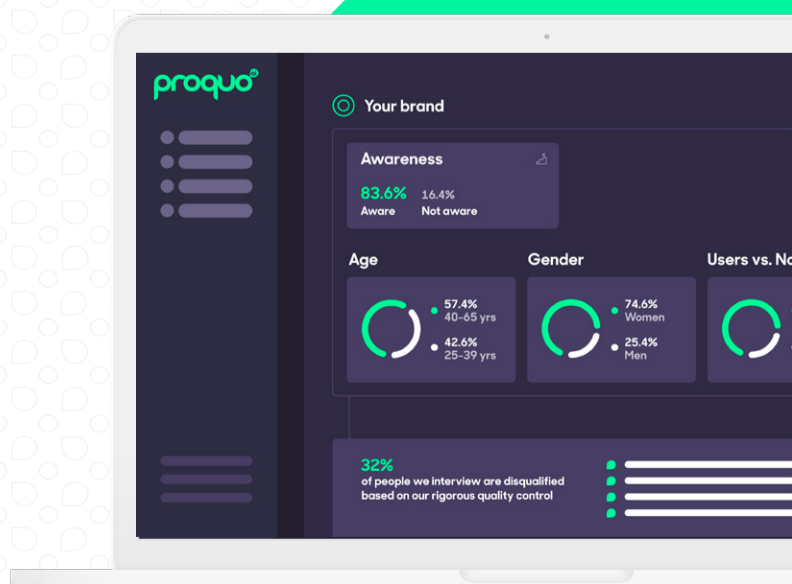 proquo
Your brand
Awareness
83.6% 16.4%
Aware Not aware
Age
Gender
Users vs.
57.4%
40-65 yrs
42.6%
25-39 yrs
74.6%
Women
25.4%
Men
32%
of people we interview are disqualified
based on our rigorous quality control